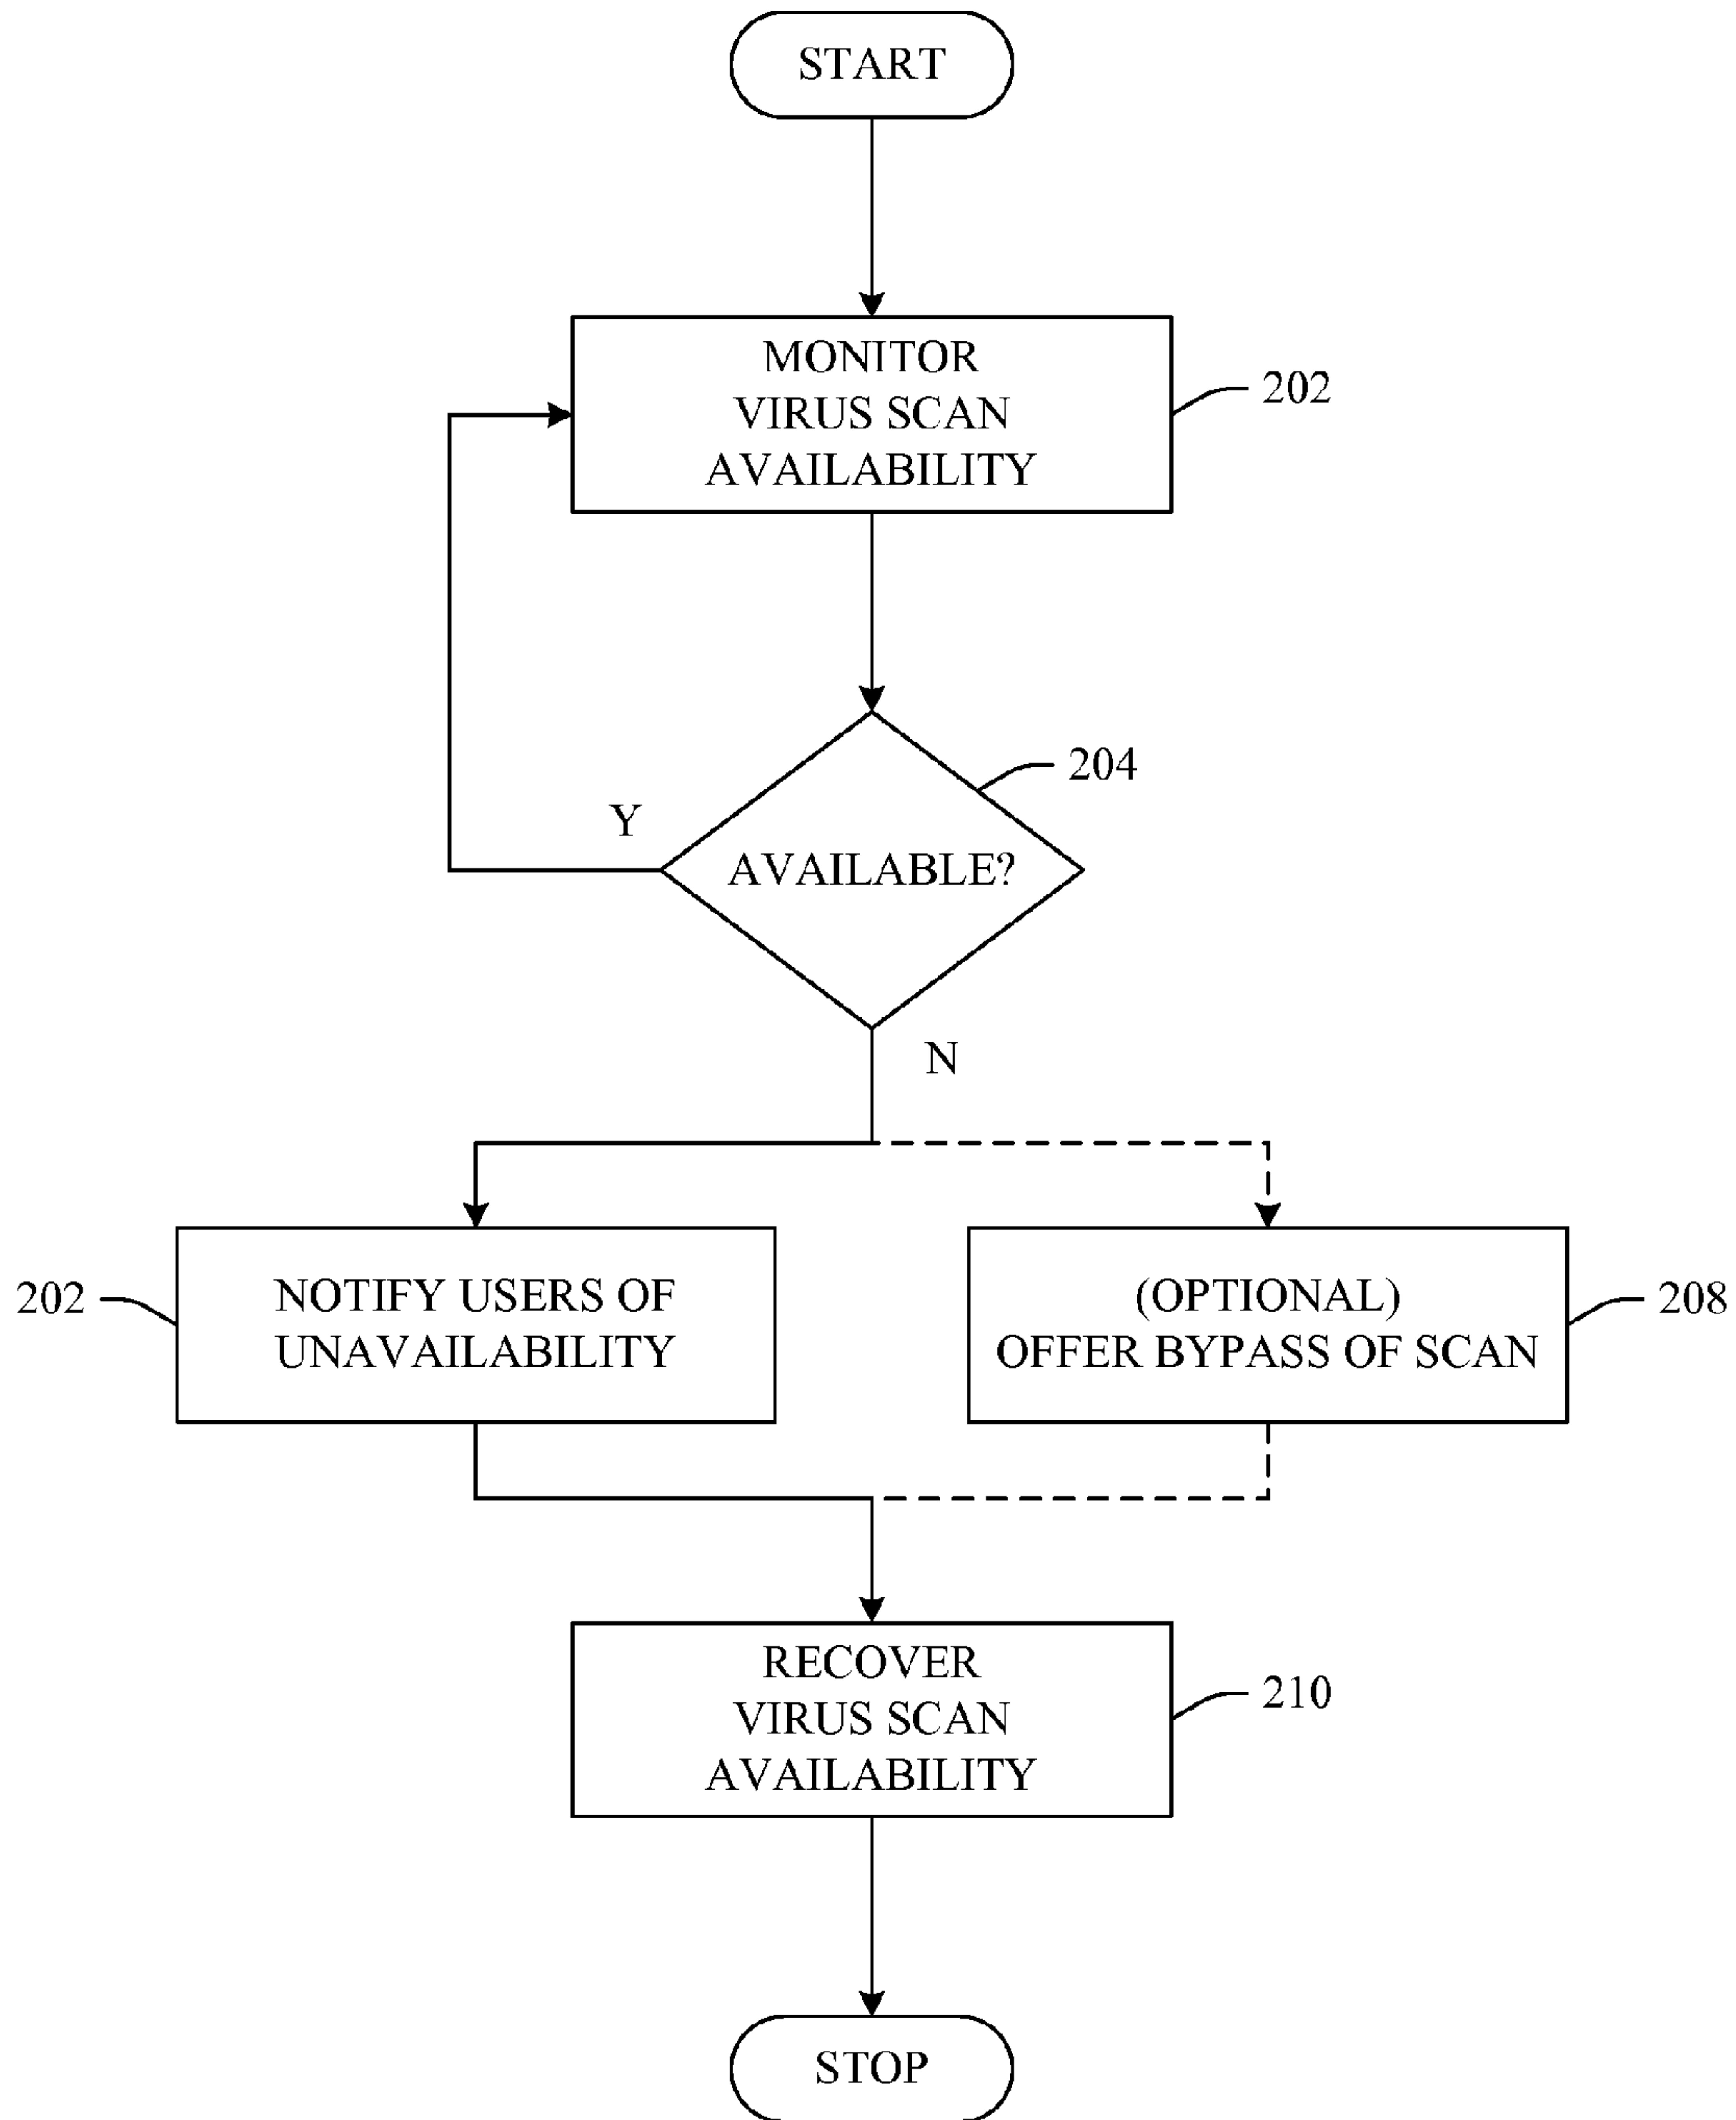 START
MONITOR
VIRUS SCAN
AVAILABILITY
202
204
Y
AVAILABLE?
N
202
NOTIFY USERS OF
UNAVAILABILITY
(OPTIONAL)
OFFER BYPASS OF SCAN
208
RECOVER
VIRUS SCAN
AVAILABILITY
210
STOP